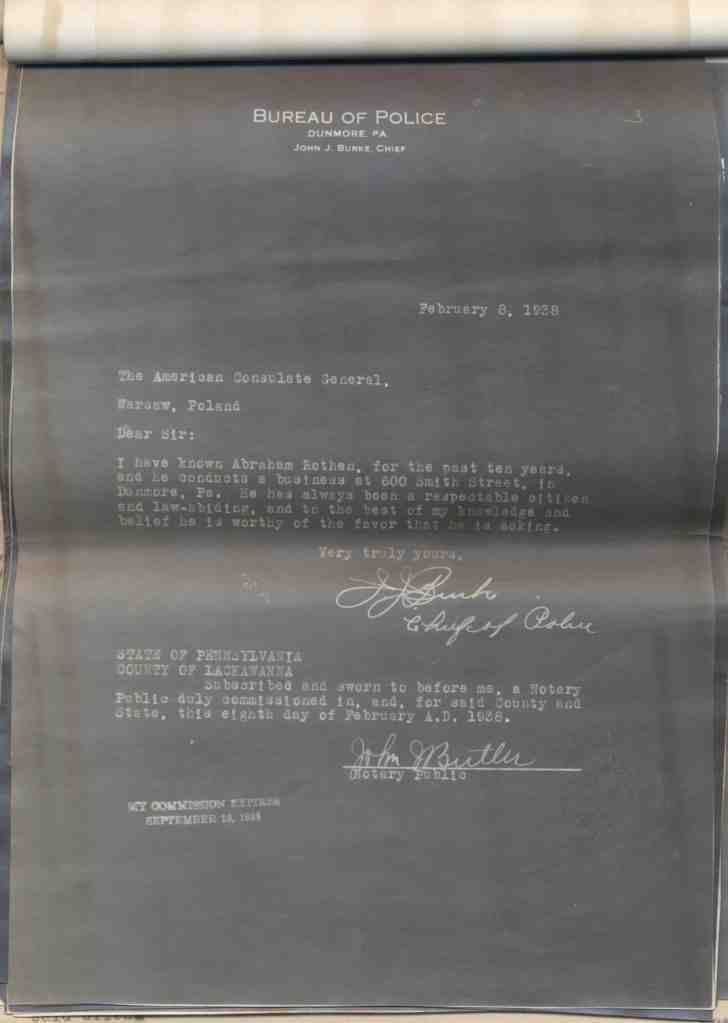 BUREAU OF POLICE
DUNMORE, PA.
JOHN J. BURKE, CHIEF
3
February 8, 1938
The American Consulate General,
Warsaw, Poland
Dear Sir:
I have known Abraham Rothen, for the past ten years,
and he conducts a business at 600 Smith Street, in
Dunmore, Pa. He has always been a respectable citizen
and law-abiding, and to the best of my knowledge and
belief he is worthy of the favor that he is asking.
Very truly yours,
J J Burke
Chief of Police
STATE OF PENNSYLVANIA
COUNTY OF LACKAWANNA
Subscribed and sworn to before me, a Notary
Public duly commissioned in, and, for said County and
State, this eighth day of February A.D. 1938.
John J Butler
Notary Public
MY COMMISSION EXPIRES
SEPTEMBER